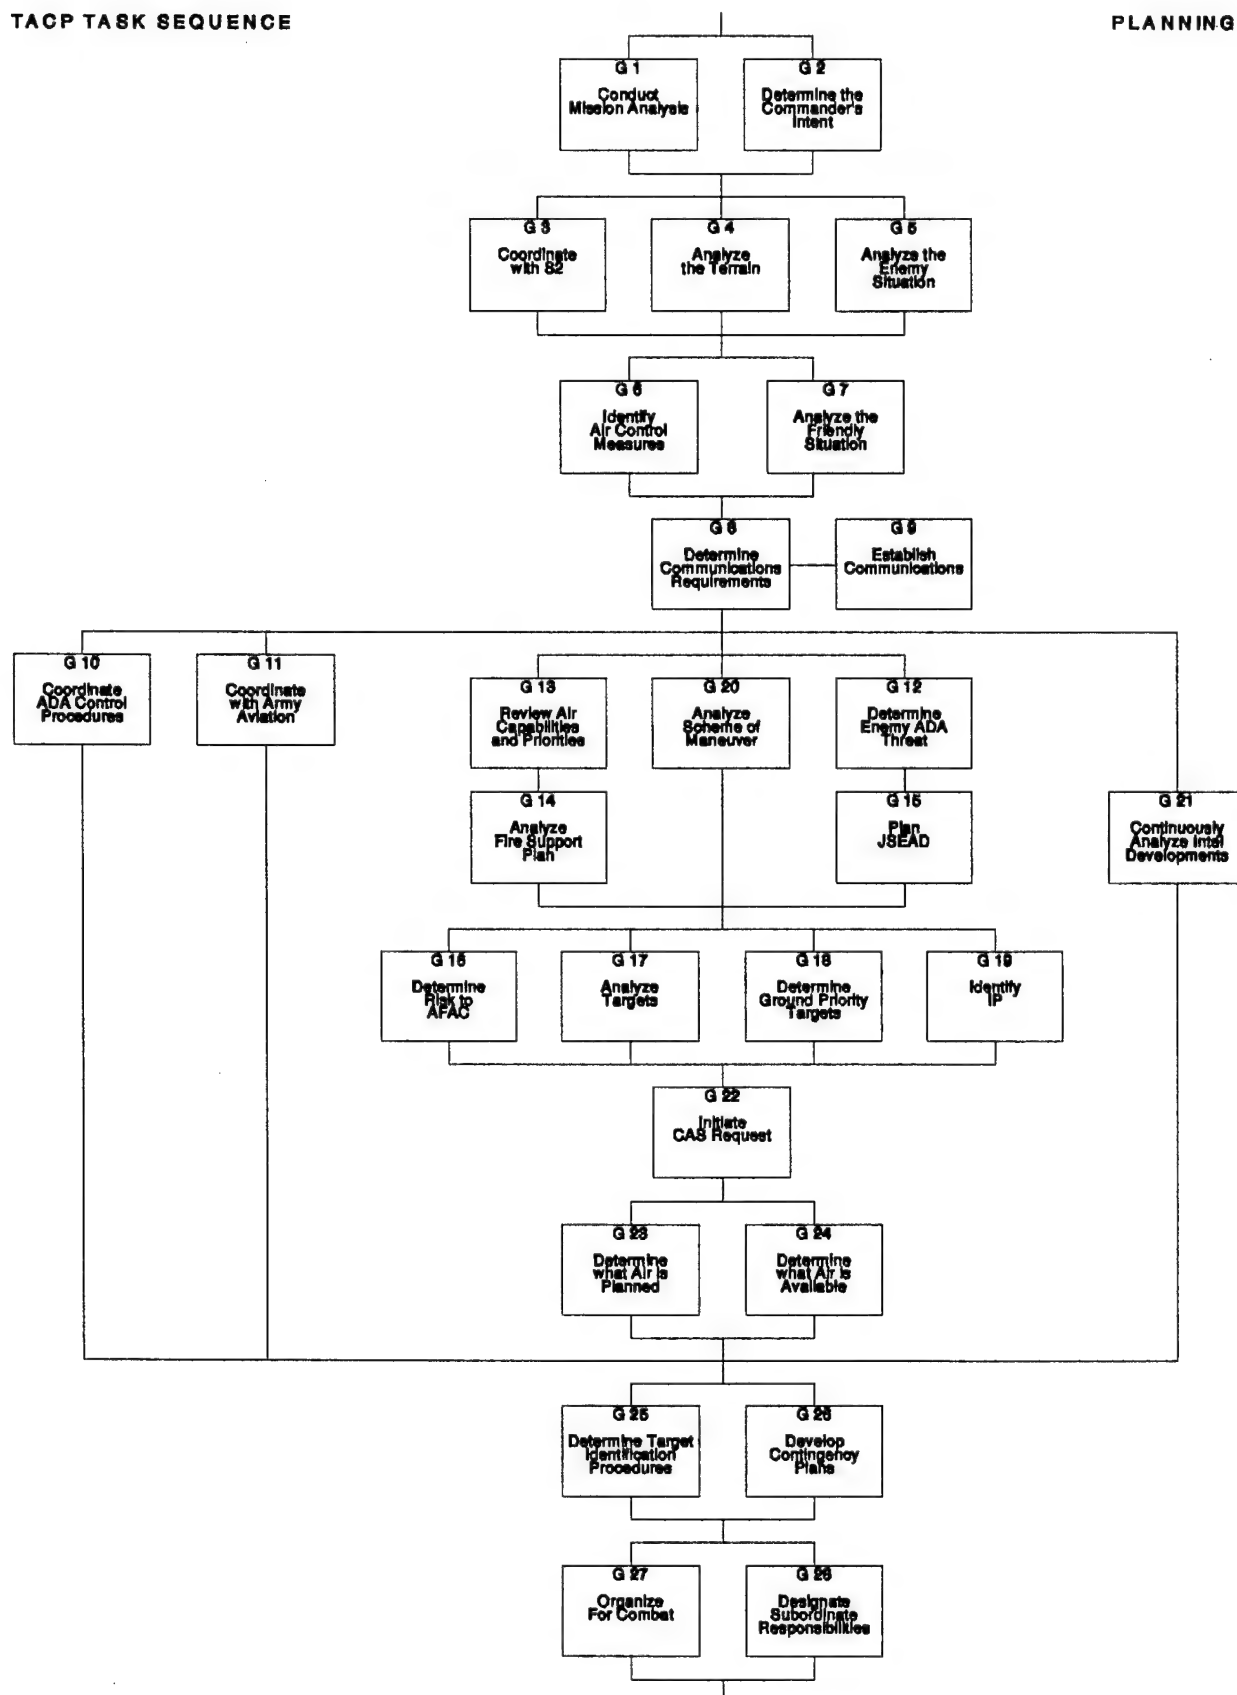 TACP TASK SEQUENCE
PLANNING
G 1
Conduct
Mission Analysis
G 2
Determine the
Commander's
Intent
G 3
Coordinate
with S2
G 4
Analyze
the Terrain
G 5
Analyze the
Enemy
Situation
G 6
Identify
Air Control
Measures
G 7
Analyze the
Friendly
Situation
G 8
Determine
Communications
Requirements
G 9
Establish
Communications
G 10
Coordinate
ADA Control
Procedures
G 11
Coordinate
with Army
Aviation
G 13
Review Air
Capabilities
and Priorities
G 20
Analyze
Scheme of
Maneuver
G 12
Determine
Enemy ADA
Threat
G 14
Analyze
Fire Support
Plan
G 15
Plan
JSEAD
G 21
Continuously
Analyze Intel
Developments
G 16
Determine
Risk to
AFAC
G 17
Analyze
Targets
G 18
Determine
Ground Priority
Targets
G 19
Identify
IP
G 22
Initiate
CAS Request
G 23
Determine
what Air is
Planned
G 24
Determine
what Air is
Available
G 25
Determine Target
Identification
Procedures
G 26
Develop
Contingency
Plans
G 27
Organize
For Combat
G 28
Designate
Subordinate
Responsibilities